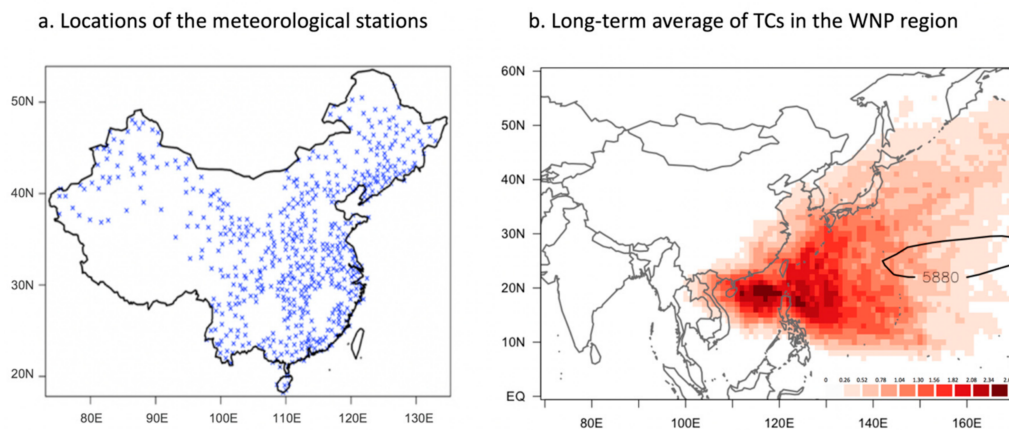 a. Locations of the meteorological stations
b. Long-term average of TCs in the WNP region
50N
40N
30N
20N
80E 90E 100E 110E 120E 130E
60N
50N
40N
30N
20N
10N
EQ
5880
0 0.26 0.52 0.78 1.04 1.30 1.56 1.82 2.08 2.34
80E 100E 120E 140E 160E